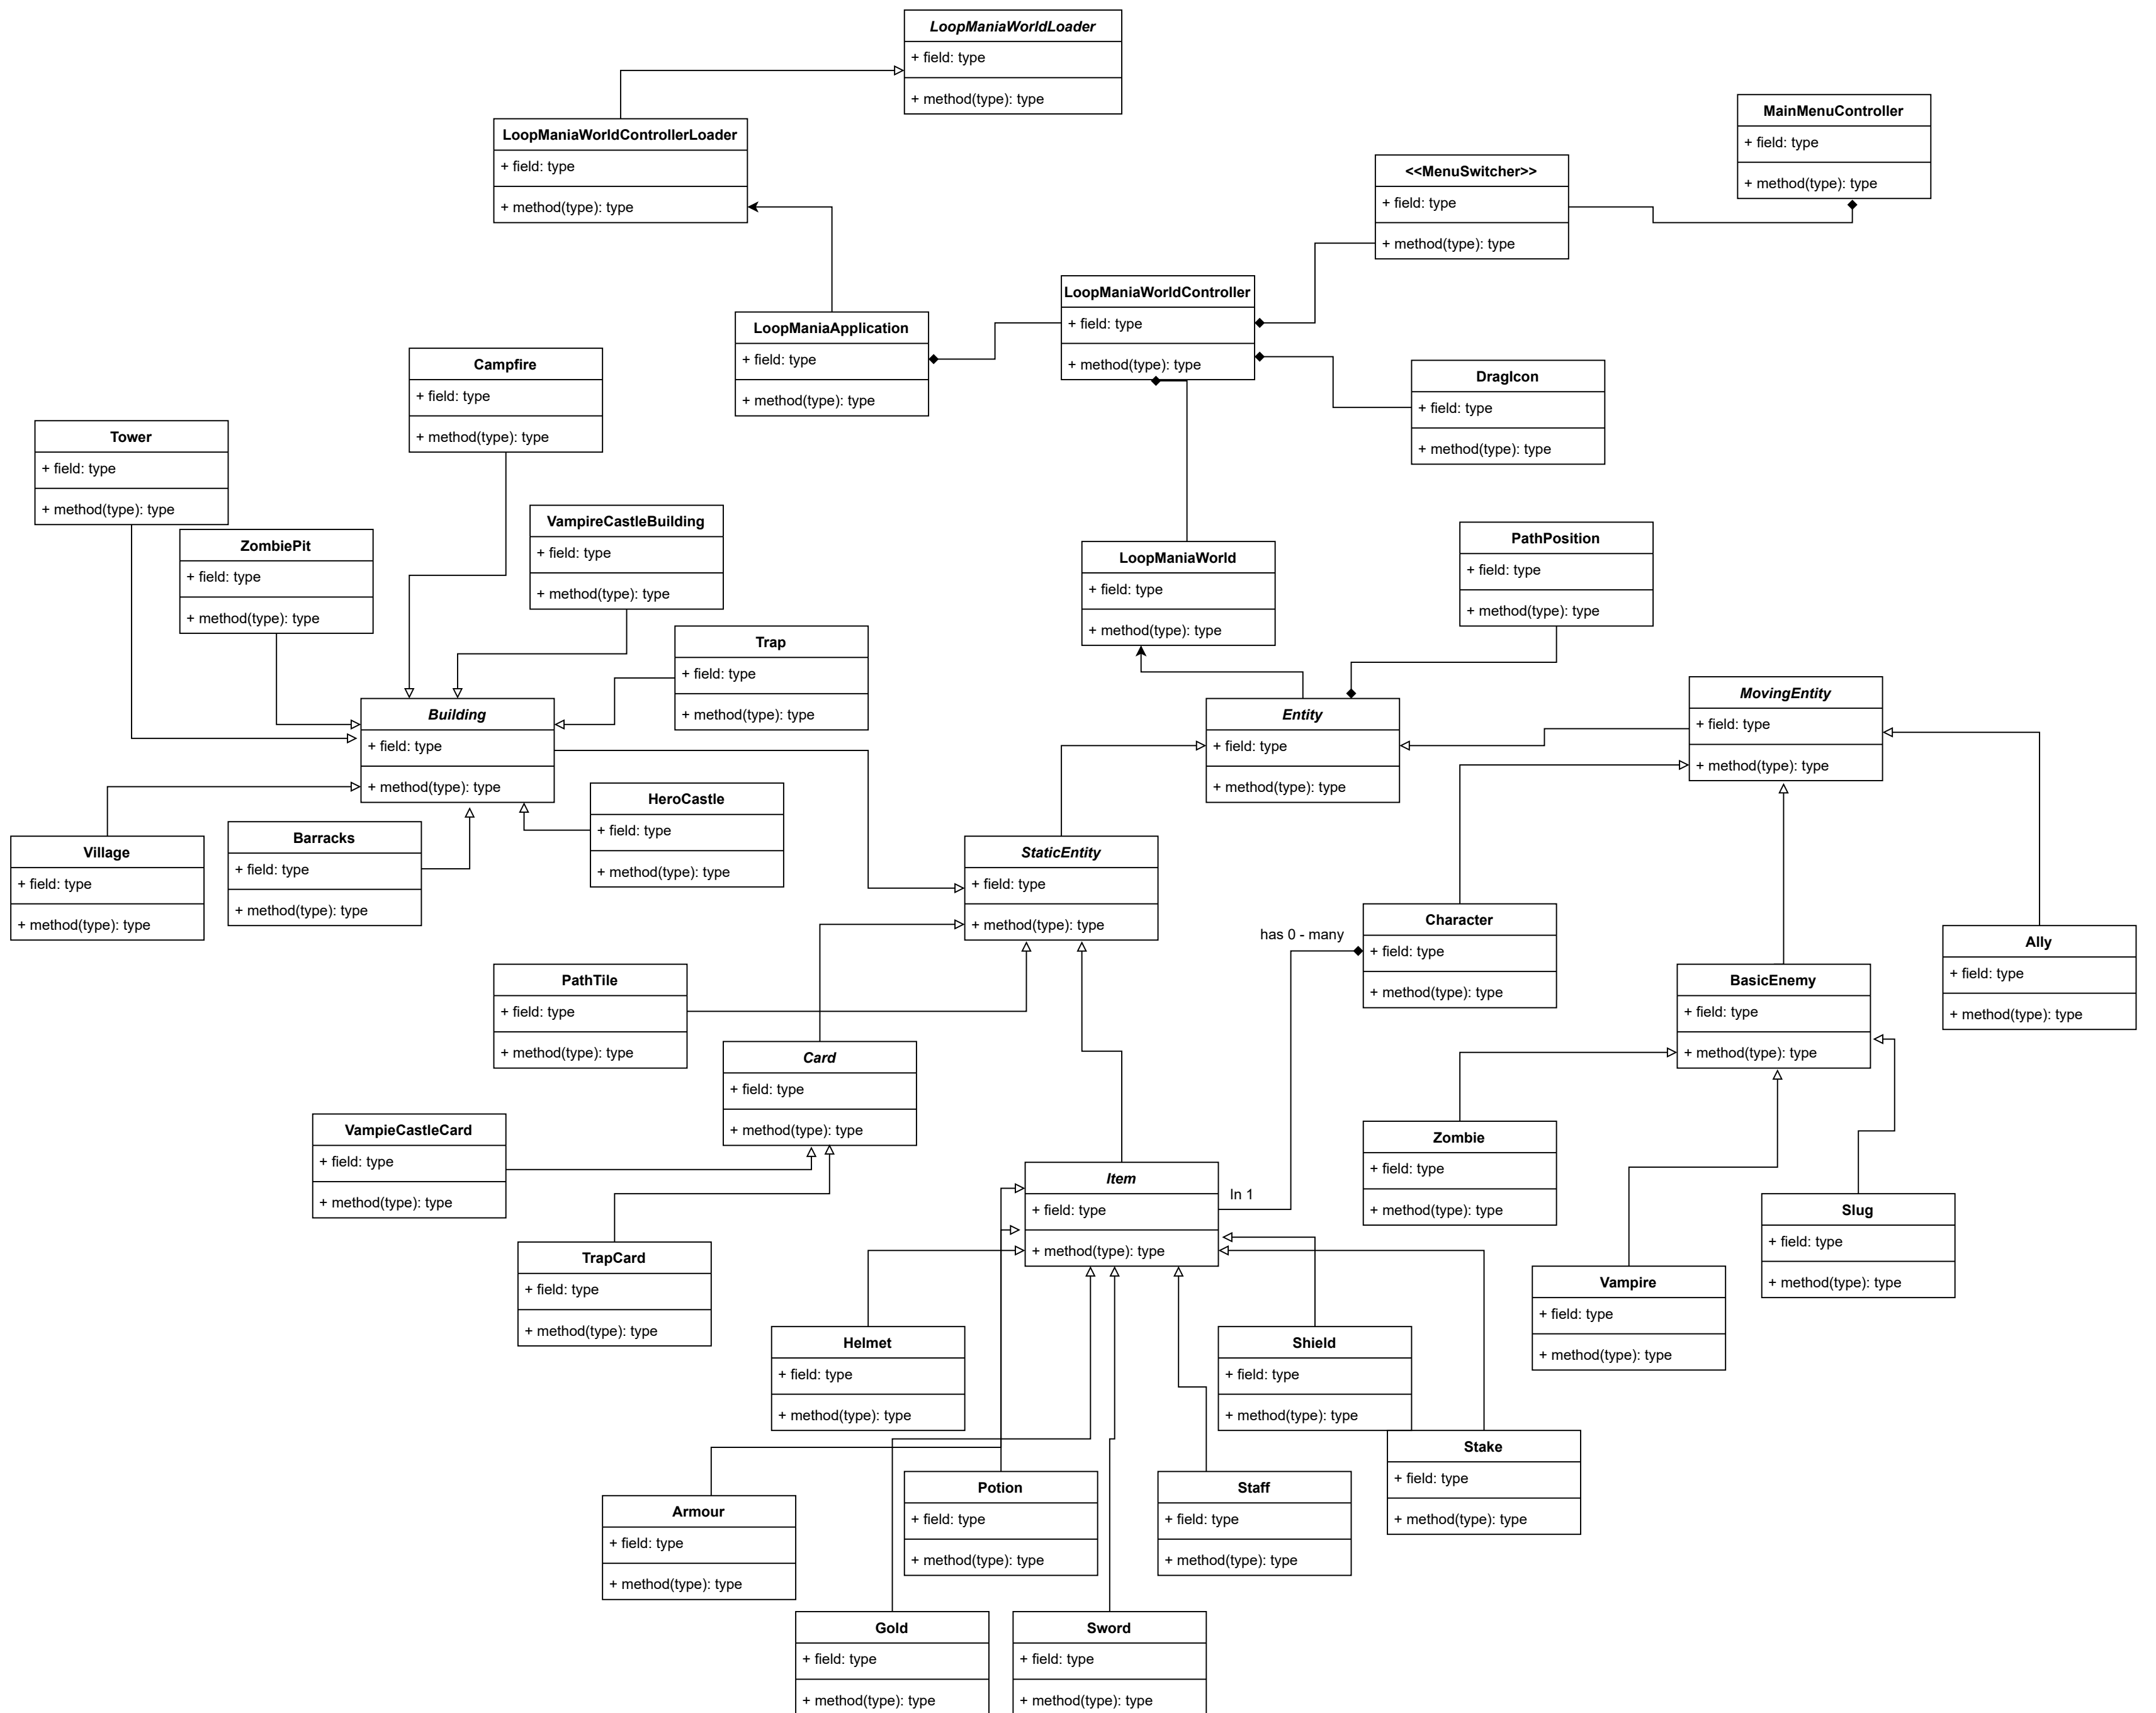 LoopManiaWorldLoader
+ field: type
+ method(type): type
MainMenuController
+ field: type
+ method(type): type
LoopManiaWorldControllerLoader
+ field: type
+ method(type): type
<<MenuSwitcher>>
+ field: type
+ method(type): type
LoopManiaWorldController
+ field: type
+ method(type): type
LoopManiaApplication
+ field: type
+ method(type): type
Campfire
+ field: type
+ method(type): type
DragIcon
+ field: type
+ method(type): type
Tower
+ field: type
+ method(type): type
VampireCastleBuilding
+ field: type
+ method(type): type
PathPosition
+ field: type
+ method(type): type
ZombiePit
+ field: type
+ method(type): type
LoopManiaWorld
+ field: type
+ method(type): type
Trap
+ field: type
+ method(type): type
MovingEntity
+ field: type
+ method(type): type
Building
+ field: type
+ method(type): type
Entity
+ field: type
+ method(type): type
HeroCastle
+ field: type
+ method(type): type
Barracks
+ field: type
+ method(type): type
Village
+ field: type
+ method(type): type
StaticEntity
+ field: type
+ method(type): type
has 0 - many
Character
+ field: type
+ method(type): type
Ally
+ field: type
+ method(type): type
PathTile
+ field: type
+ method(type): type
BasicEnemy
+ field: type
+ method(type): type
Card
+ field: type
+ method(type): type
VampieCastleCard
+ field: type
+ method(type): type
Zombie
+ field: type
+ method(type): type
Item
+ field: type
+ method(type): type
In 1
Slug
+ field: type
+ method(type): type
TrapCard
+ field: type
+ method(type): type
Vampire
+ field: type
+ method(type): type
Helmet
+ field: type
+ method(type): type
Shield
+ field: type
+ method(type): type
Stake
+ field: type
+ method(type): type
Potion
+ field: type
+ method(type): type
Staff
+ field: type
+ method(type): type
Armour
+ field: type
+ method(type): type
Gold
+ field: type
+ method(type): type
Sword
+ field: type
+ method(type): type